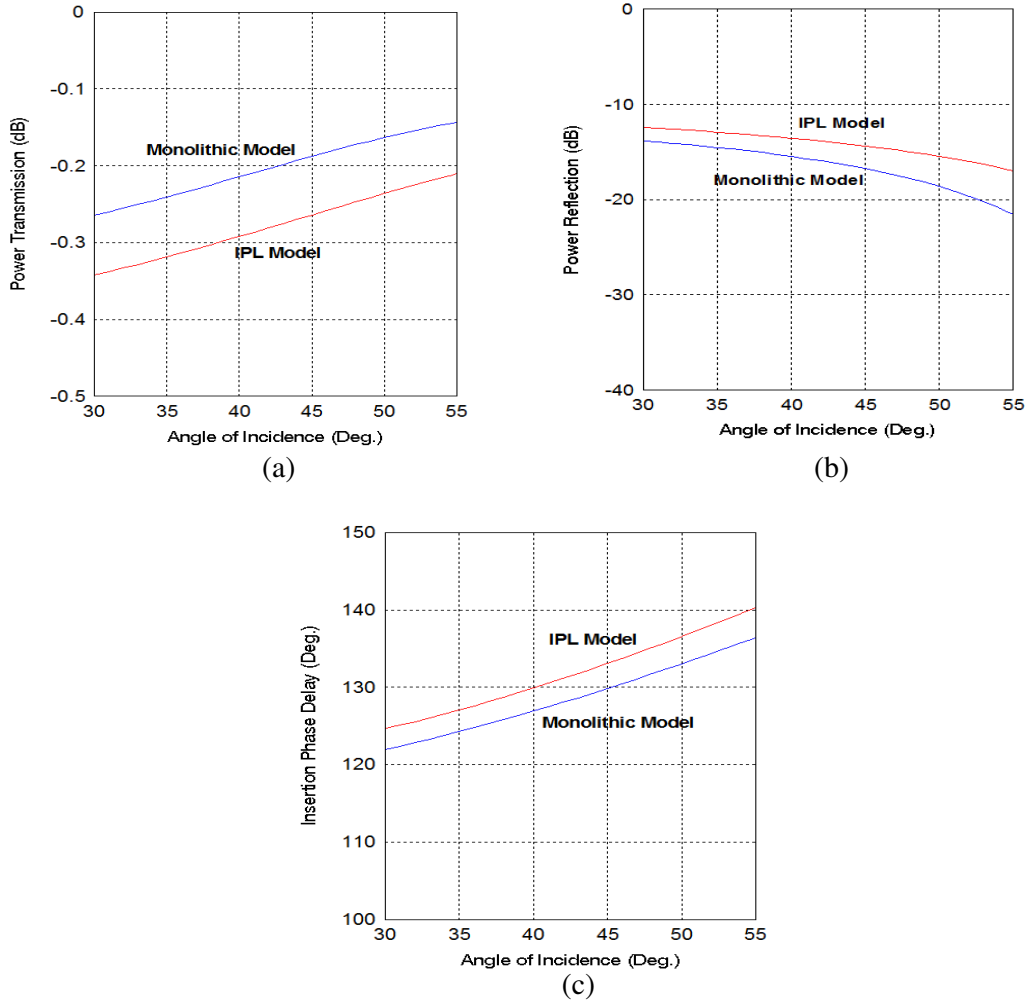 0
-0.1
-0.2
-0.3
-0.4
-0.5
Power Transmission (dB)
Monolithic Model
IPL Model
30 35 40 45 50 55
Angle of Incidence (Deg.)
(a)
0
-10
-20
-30
-40
Power Reflection (dB)
IPL Model
Monolithic Model
30 35 40 45 50 55
Angle of Incidence (Deg.)
(b)
150
140
130
120
110
100
Insertion Phase Delay (Deg.)
IPL Model
Monolithic Model
30 35 40 45 50 55
Angle of Incidence (Deg.)
(c)